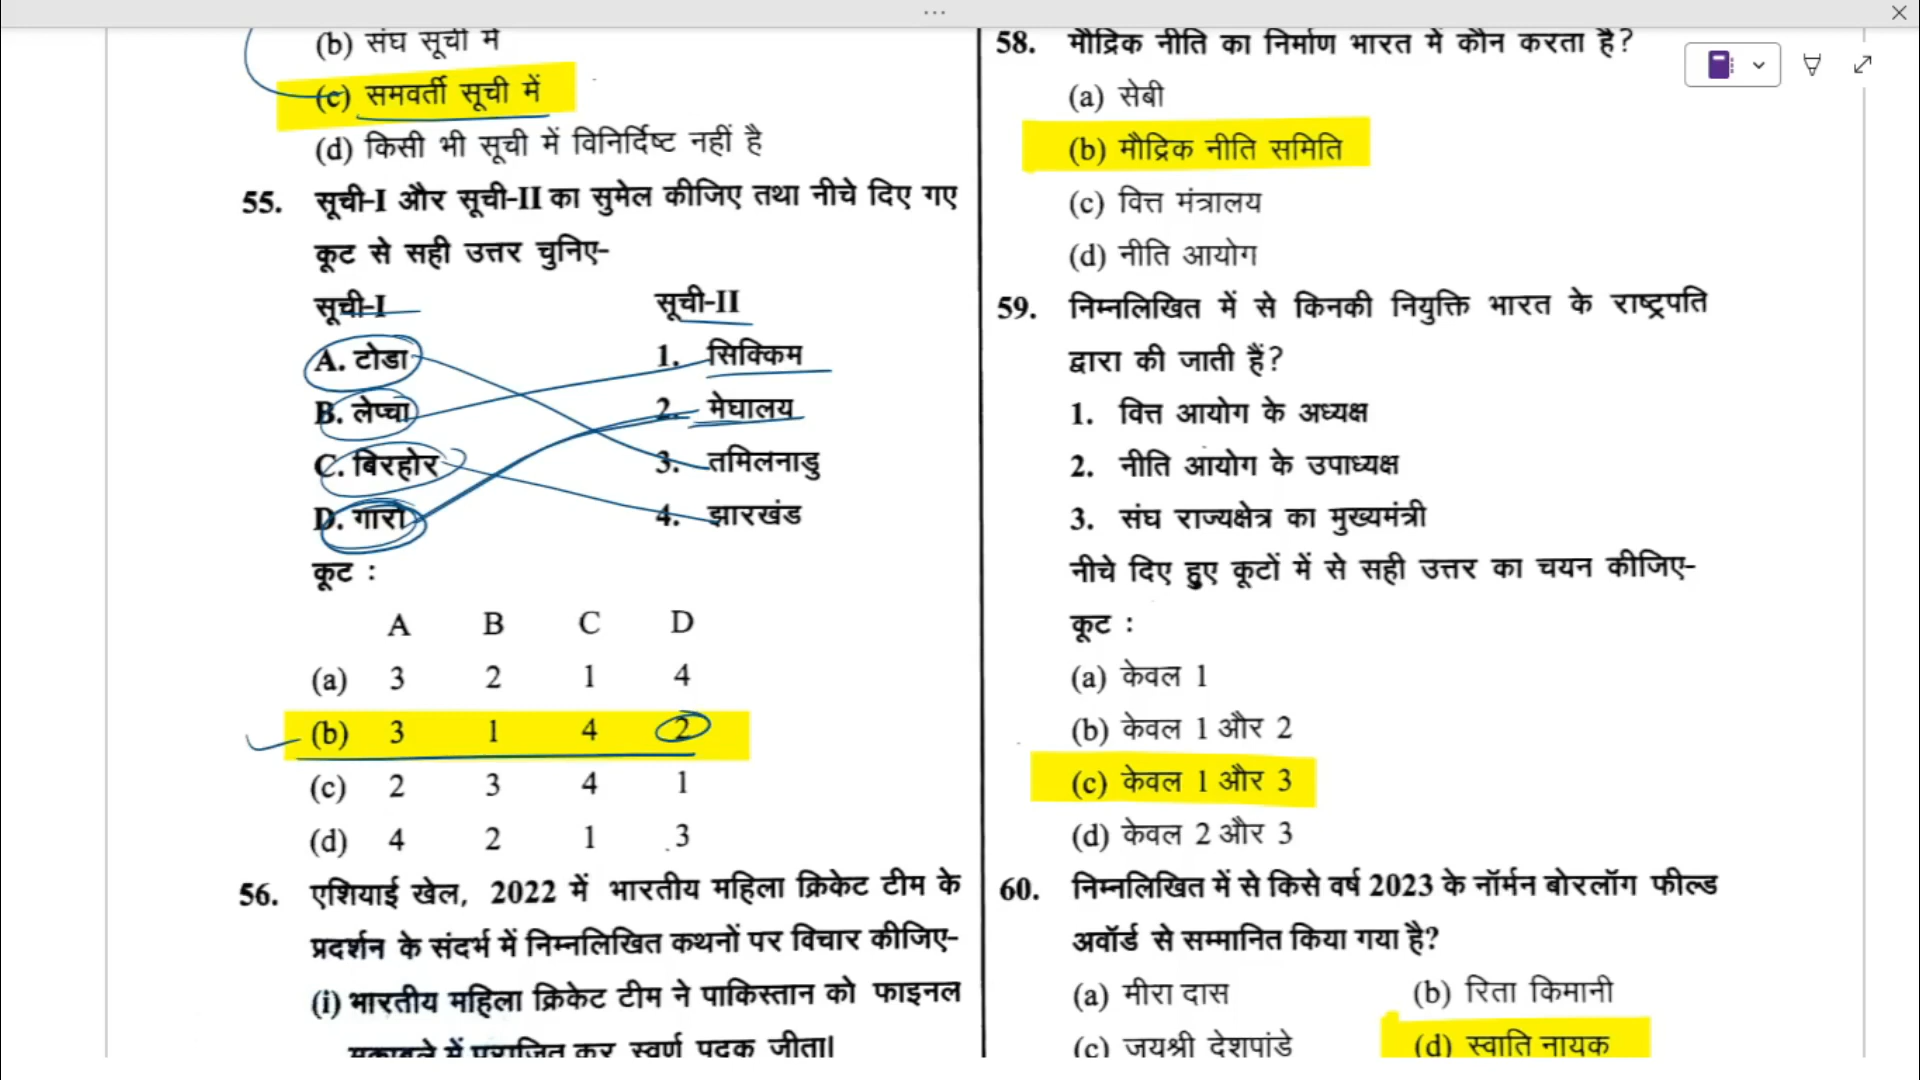 (b) संघ सूची में
(c) समवर्ती सूची में
(d) किसी भी सूची में विनिर्दिष्ट नहीं है
55. सूची-I और सूची-II का सुमेल कीजिए तथा नीचे दिए गए
कूट से सही उत्तर चुनिए-
सूची-I सूची-II
A. टोडा 1. सिक्किम
B. लेप्चा 2. मेघालय
C. बिरहोर 3. तमिलनाडु
D. गारो 4. झारखंड
कूट :
A B C D
(a) 3 2 1 4
(b) 3 1 4 2
(c) 2 3 4 1
(d) 4 2 1 3
56. एशियाई खेल, 2022 में भारतीय महिला क्रिकेट टीम के
प्रदर्शन के संदर्भ में निम्नलिखित कथनों पर विचार कीजिए-
(i) भारतीय महिला क्रिकेट टीम ने पाकिस्तान को फाइनल
मुकाबले में पराजित कर स्वर्ण पदक जीता।
58. मौद्रिक नीति का निर्माण भारत में कौन करता है?
(a) सेबी
(b) मौद्रिक नीति समिति
(c) वित्त मंत्रालय
(d) नीति आयोग
59. निम्नलिखित में से किनकी नियुक्ति भारत के राष्ट्रपति
द्वारा की जाती हैं?
1. वित्त आयोग के अध्यक्ष
2. नीति आयोग के उपाध्यक्ष
3. संघ राज्यक्षेत्र का मुख्यमंत्री
नीचे दिए हुए कूटों में से सही उत्तर का चयन कीजिए-
कूट :
(a) केवल 1
(b) केवल 1 और 2
(c) केवल 1 और 3
(d) केवल 2 और 3
60. निम्नलिखित में से किसे वर्ष 2023 के नॉर्मन बोरलॉग फील्ड
अवॉर्ड से सम्मानित किया गया है?
(a) मीरा दास (b) रिता किमानी
(c) जयश्री देशपांडे (d) स्वाति नायक